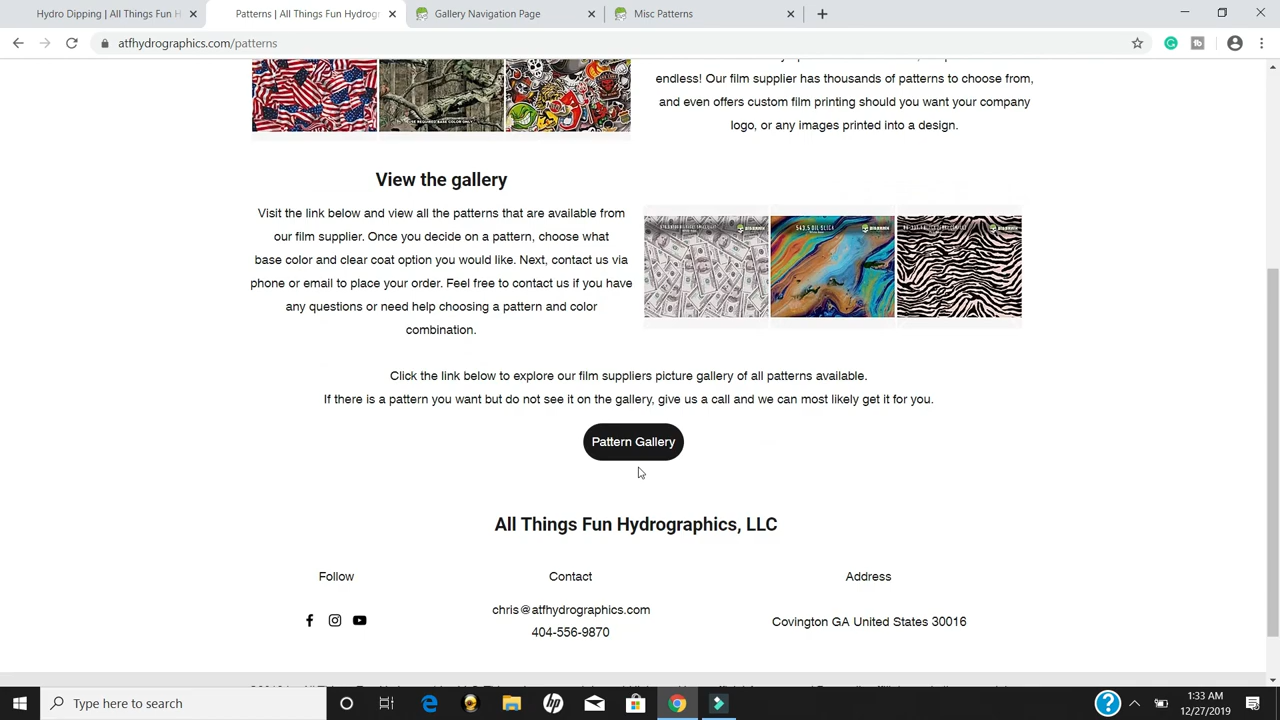 Hydro Dipping | All Things Fun H
Patterns | All Things Fun Hydrog
Gallery Navigation Page
Misc Patterns
atfhydrographics.com/patterns
endless! Our film supplier has thousands of patterns to choose from,
and even offers custom film printing should you want your company
logo, or any images printed into a design.
View the gallery
Visit the link below and view all the patterns that are available from
our film supplier. Once you decide on a pattern, choose what
base color and clear coat option you would like. Next, contact us via
phone or email to place your order. Feel free to contact us if you have
any questions or need help choosing a pattern and color
combination.
Click the link below to explore our film suppliers picture gallery of all patterns available.
If there is a pattern you want but do not see it on the gallery, give us a call and we can most likely get it for you.
Pattern Gallery
All Things Fun Hydrographics, LLC
Follow
Contact
Address
chris@atfhydrographics.com
404-556-9870
Covington GA United States 30016
Type here to search
1:33 AM
12/27/2019